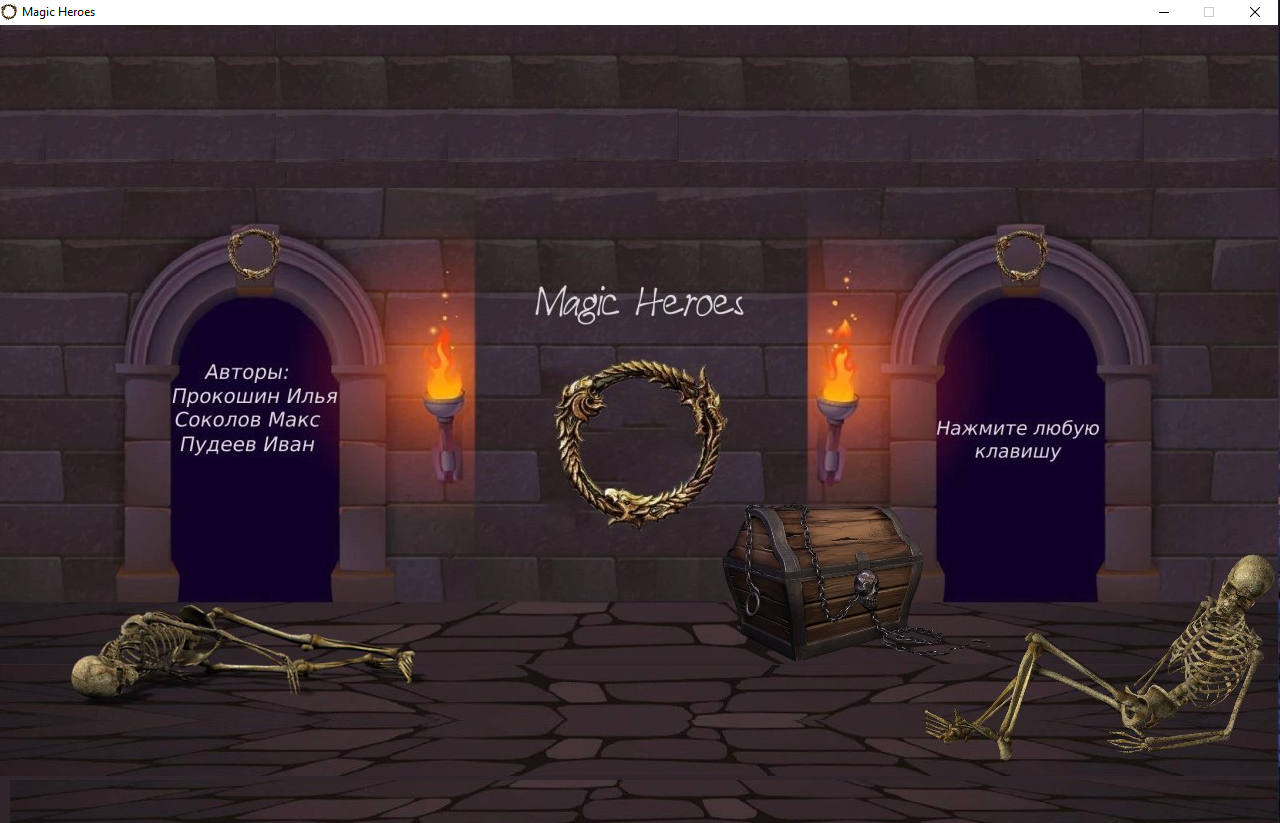 Magic Heroes
Magic Heroes
Авторы:
Прокошин Илья
Соколов Макс
Пудеев Иван
Нажмите любую
клавишу